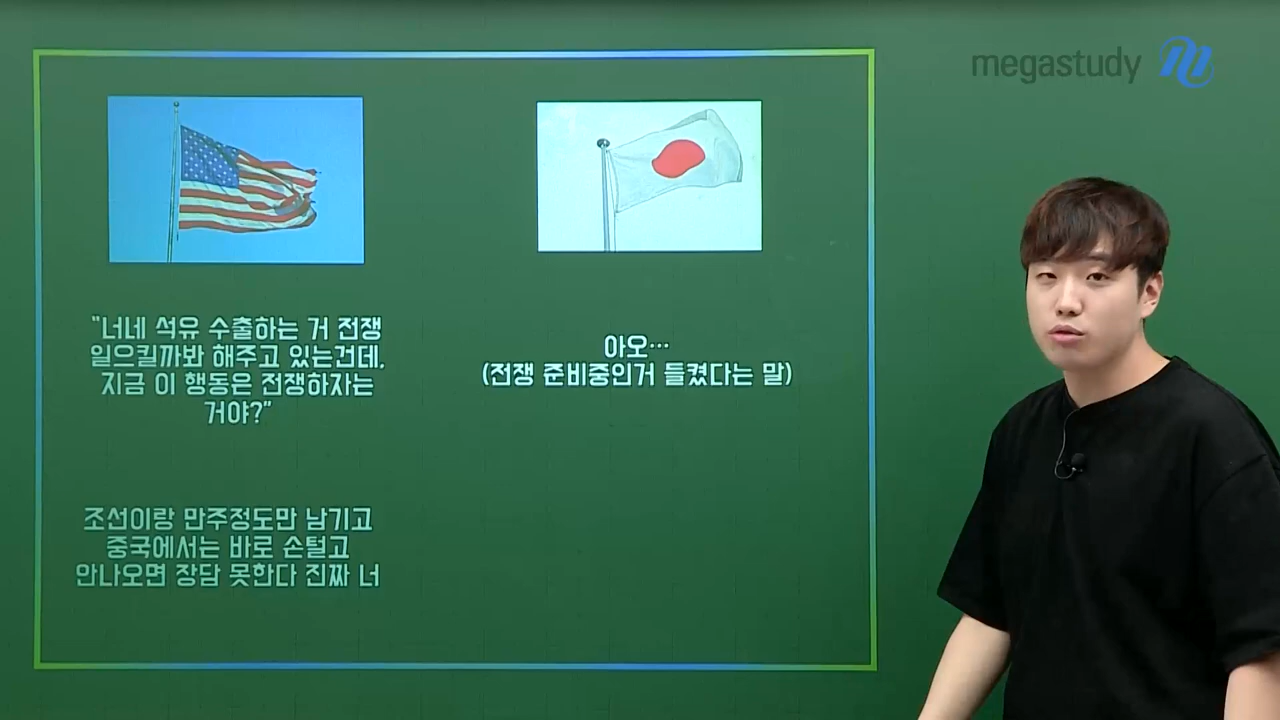 megastudy
"너네 석유 수출하는 거 전쟁
일으킬까봐 해주고 있는건데,
지금 이 행동은 전쟁하자는
거야?"
아오…
(전쟁 준비중인거 들켰다는 말)
조선이랑 만주정도만 남기고
중국에서는 바로 손털고
안나오면 장담 못한다 진짜 너